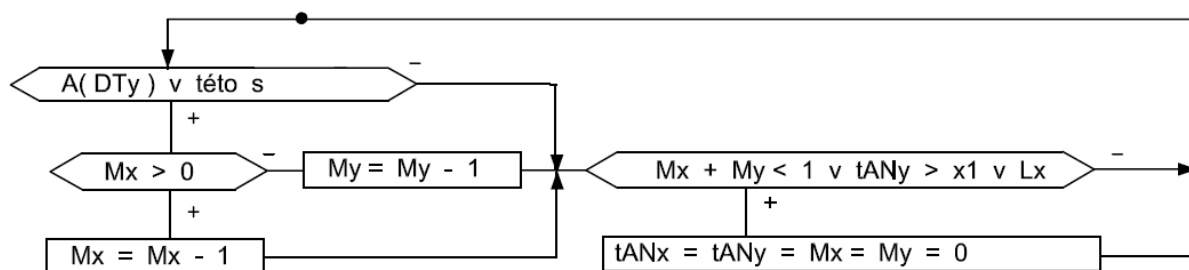 A( DTy ) v této s
–
+
Mx > 0
–
My = My - 1
Mx + My < 1 v tANy > x1 v Lx
–
+
+
Mx = Mx - 1
tANx = tANy = Mx = My = 0